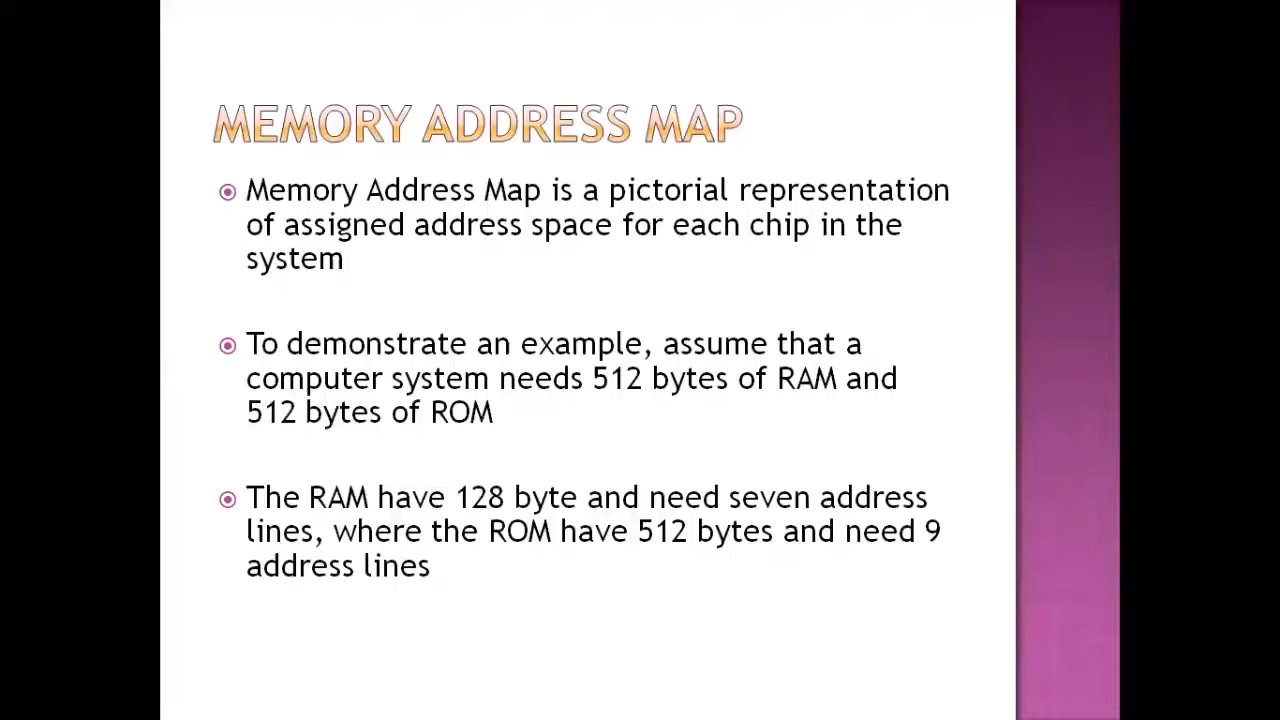 MEMORY ADDRESS MAP
Memory Address Map is a pictorial representation
of assigned address space for each chip in the
system
To demonstrate an example, assume that a
computer system needs 512 bytes of RAM and
512 bytes of ROM
The RAM have 128 byte and need seven address
lines, where the ROM have 512 bytes and need 9
address lines